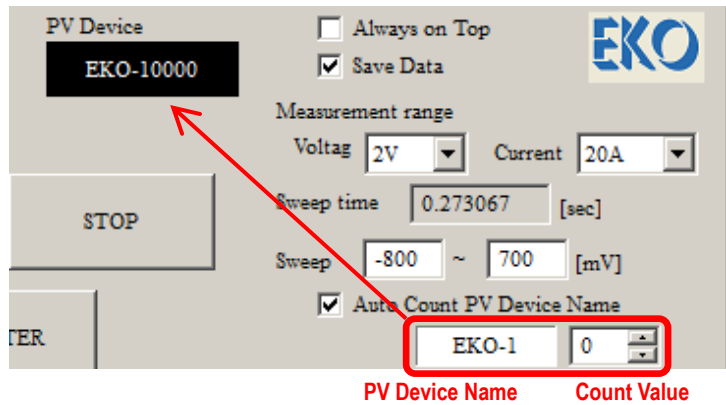 PV Device
EKO-10000
Always on Top
Save Data
EKO
Measurement range
Voltag 2V Current 20A
Sweep time 0.273067 [sec]
STOP
Sweep -800 ~ 700 [mV]
Auto Count PV Device Name
TER
EKO-1 0
PV Device Name Count Value